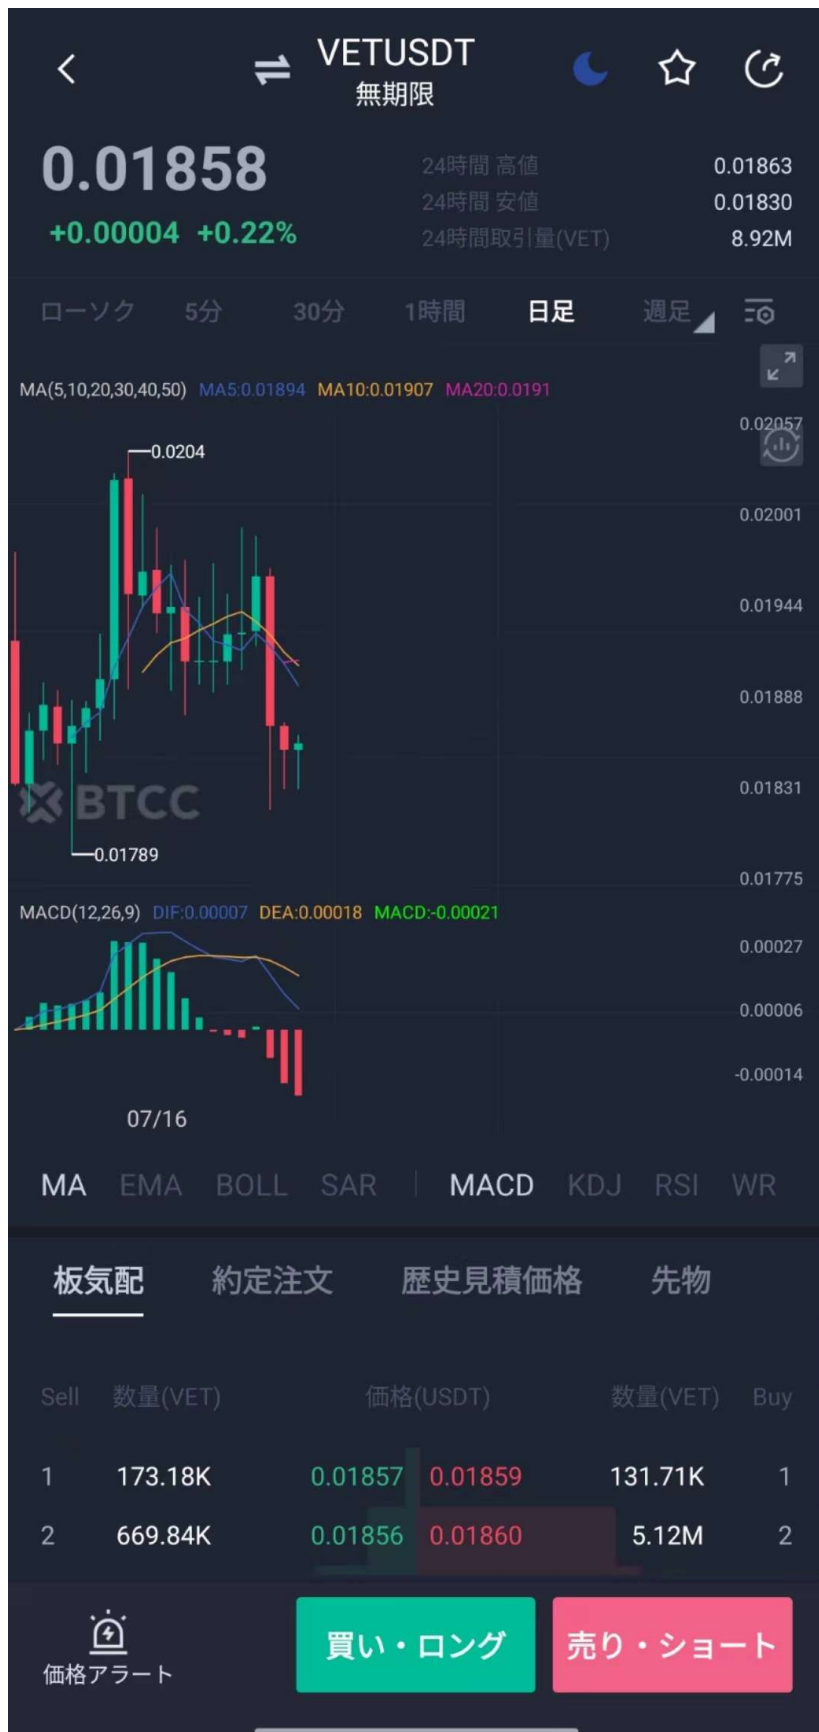 VETUSDT
無期限
0.01858
+0.00004 +0.22%
24時間 高値 0.01863
24時間 安値 0.01830
24時間取引量(VET) 8.92M
ローソク 5分 30分 1時間 日足 週足
MA(5,10,20,30,40,50) MA5:0.01894 MA10:0.01907 MA20:0.0191
0.02057
0.0204
0.02001
0.01944
0.01888
0.01831
BTCC
0.01789
0.01775
MACD(12,26,9) DIF:0.00007 DEA:0.00018 MACD:-0.00021
0.00027
0.00006
-0.00014
07/16
MA EMA BOLL SAR MACD KDJ RSI WR
板気配 約定注文 歴史見積価格 先物
Sell 数量(VET) 価格(USDT) 数量(VET) Buy
1 173.18K 0.01857 0.01859 131.71K 1
2 669.84K 0.01856 0.01860 5.12M 2
価格アラート 買い・ロング 売り・ショート